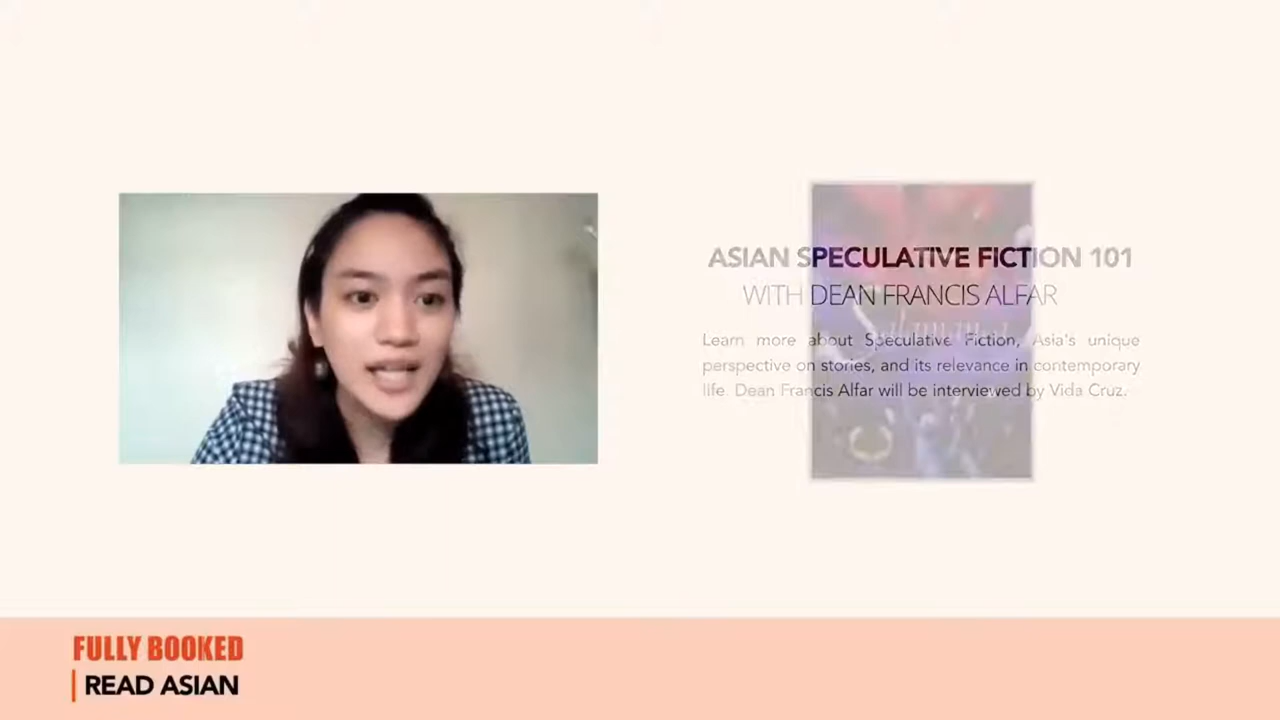 ASIAN SPECULATIVE FICTION 101
WITH DEAN FRANCIS ALFAR
Learn more about Speculative Fiction, Asia's unique
perspective on stories, and its relevance in contemporary
life. Dean Francis Alfar will be interviewed by Vida Cruz.
FULLY BOOKED
READ ASIAN